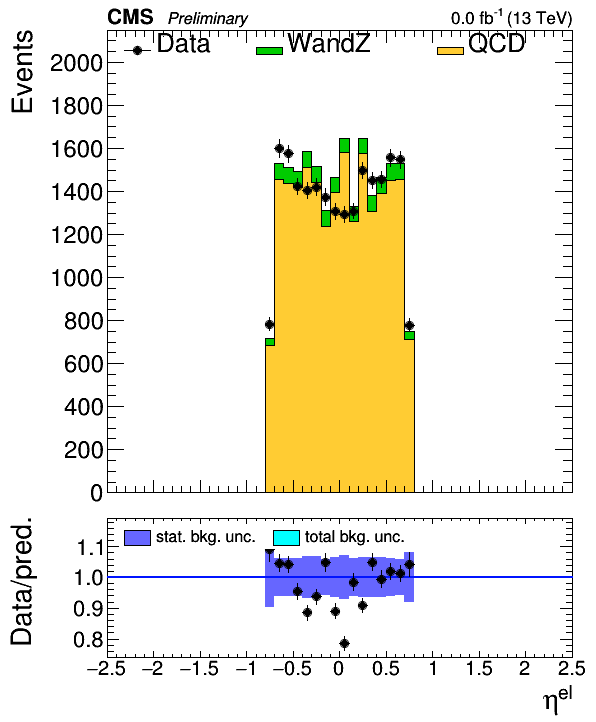 CMS Preliminary 0.0 fb⁻¹ (13 TeV)
Data WandZ QCD
Events
2000
1800
1600
1400
1200
1000
800
600
400
200
0
stat. bkg. unc. total bkg. unc.
Data/pred.
1.1
1.0
0.9
0.8
−2.5 −2 −1.5 −1 −0.5 0 0.5 1 1.5 2 2.5
η^el